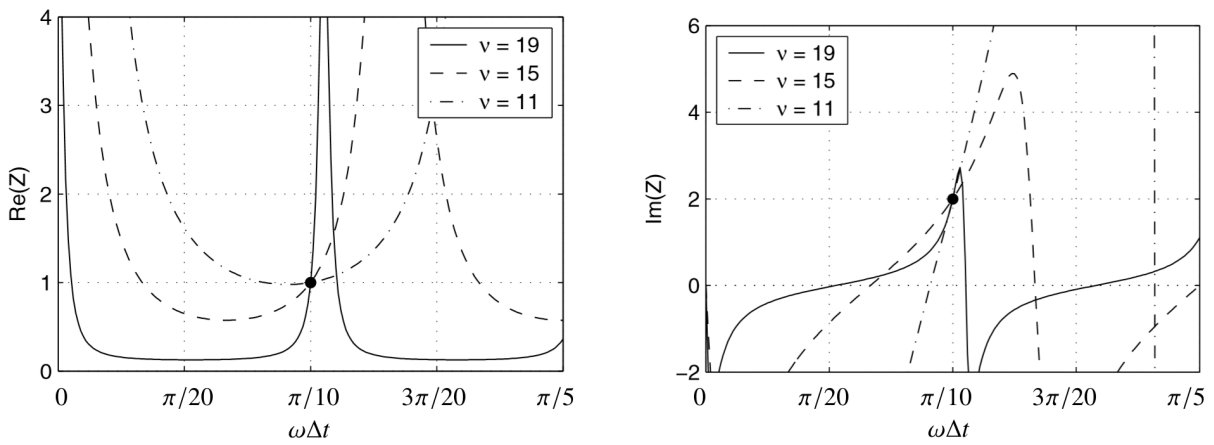 4
3
2
1
0
Re(Z)
ν = 19
ν = 15
ν = 11
0
π/20
π/10
3π/20
π/5
ωΔt
6
4
2
0
−2
Im(Z)
ν = 19
ν = 15
ν = 11
0
π/20
π/10
3π/20
π/5
ωΔt